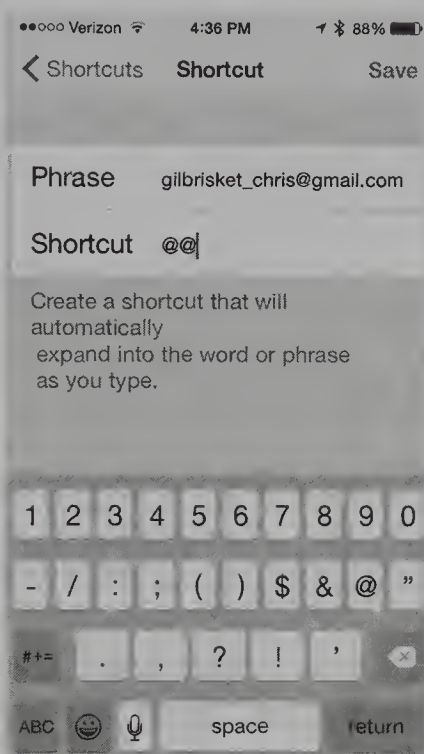 Verizon 4:36 PM 88%
Shortcuts Shortcut Save
Phrase gilbrisket_chris@gmail.com
Shortcut @@
Create a shortcut that will
automatically
expand into the word or phrase
as you type.
1 2 3 4 5 6 7 8 9 0
- / : ; ( ) $ & @ "
#+= . , ? ! '
ABC space return